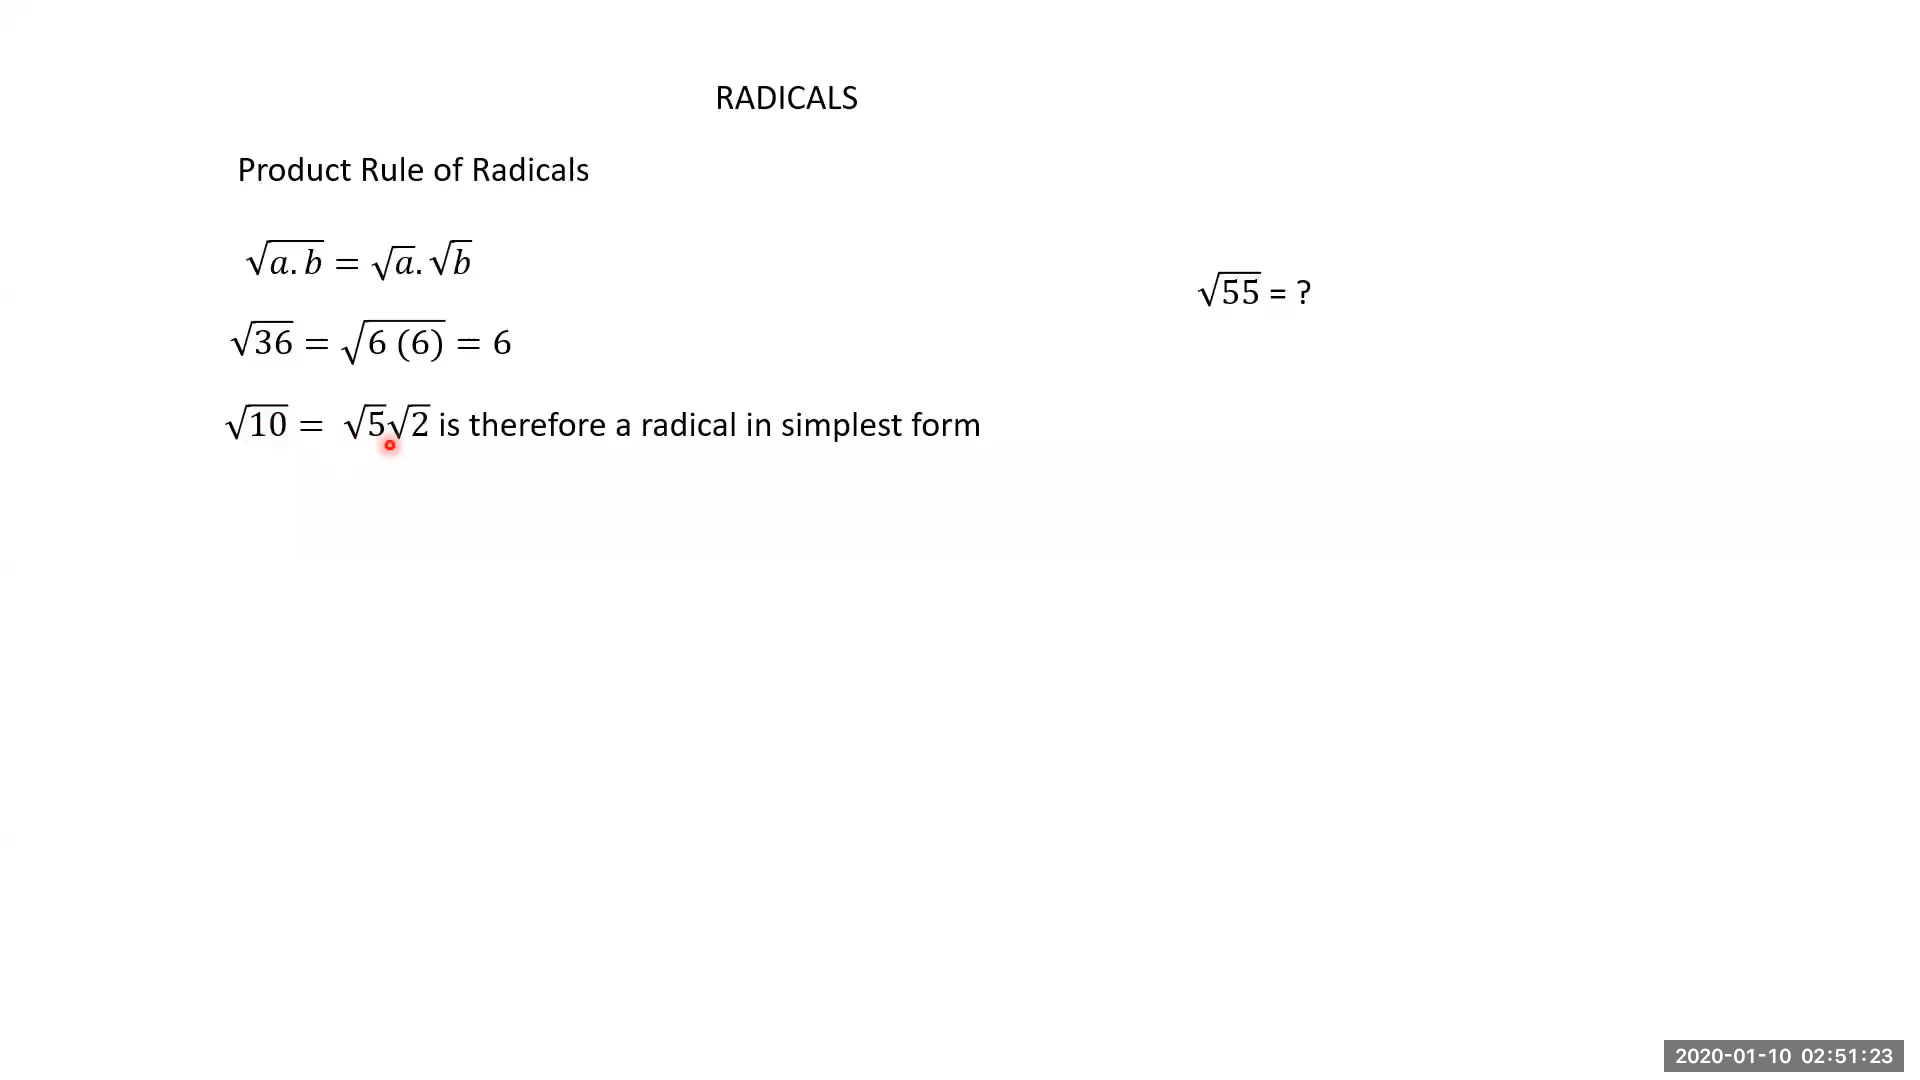 RADICALS
Product Rule of Radicals
√a.b = √a.√b
√36 = √6 (6) = 6
√10 = √5√2 is therefore a radical in simplest form
√55 = ?
2020-01-10 02:51:23